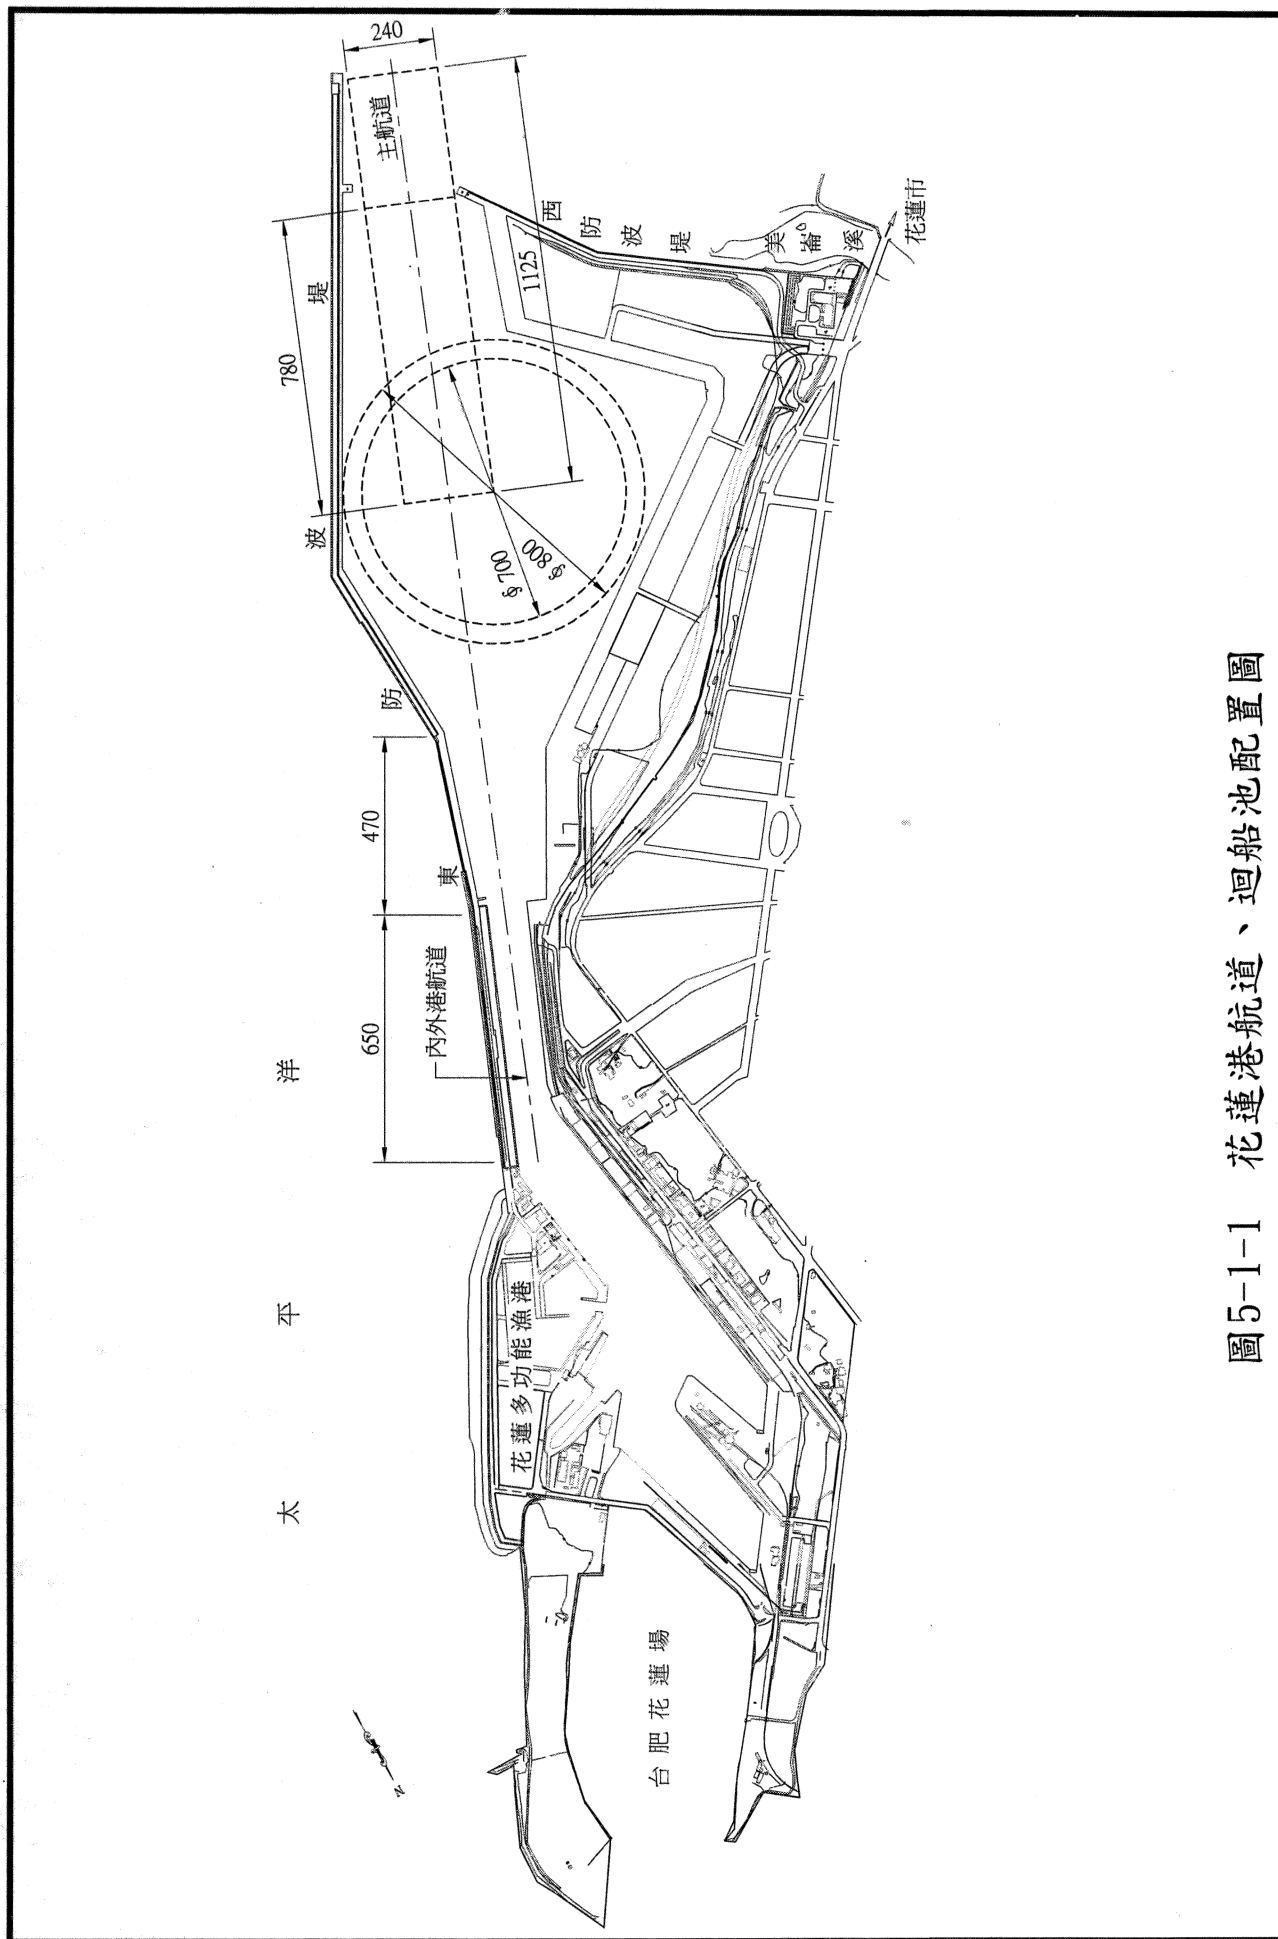 240
主航道
780
1125
西防波堤
美崙溪
花蓮市
東防波堤
∮700
∮800
470
650
內外港航道
太平洋
花蓮多功能漁港
台肥花蓮場
N
圖5-1-1 花蓮港航道、迴船池配置圖